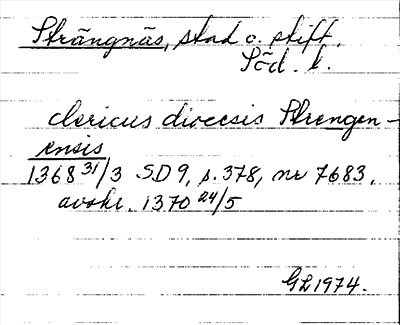 Strängnäs, stad o. stift.
Söd. l.
clericus diocesis Strengen-
ensis
1368 31/3 SD 9, s. 378, nr 7683.
avskr. 1370 24/5
GL 1974.